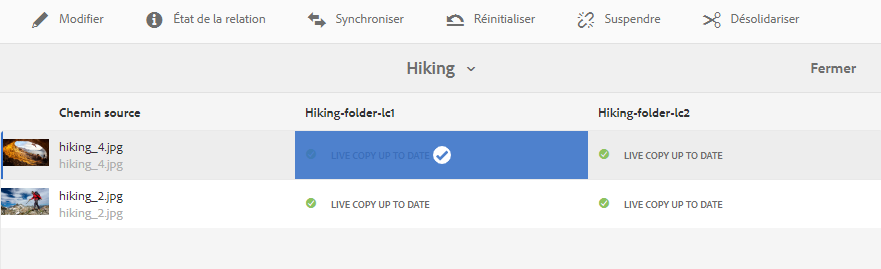 Modifier État de la relation Synchroniser Réinitialiser Suspendre Désolidariser
Hiking Fermer
Chemin source Hiking-folder-lc1 Hiking-folder-lc2
hiking_4.jpg
hiking_4.jpg
LIVE COPY UP TO DATE LIVE COPY UP TO DATE
hiking_2.jpg
hiking_2.jpg
LIVE COPY UP TO DATE LIVE COPY UP TO DATE